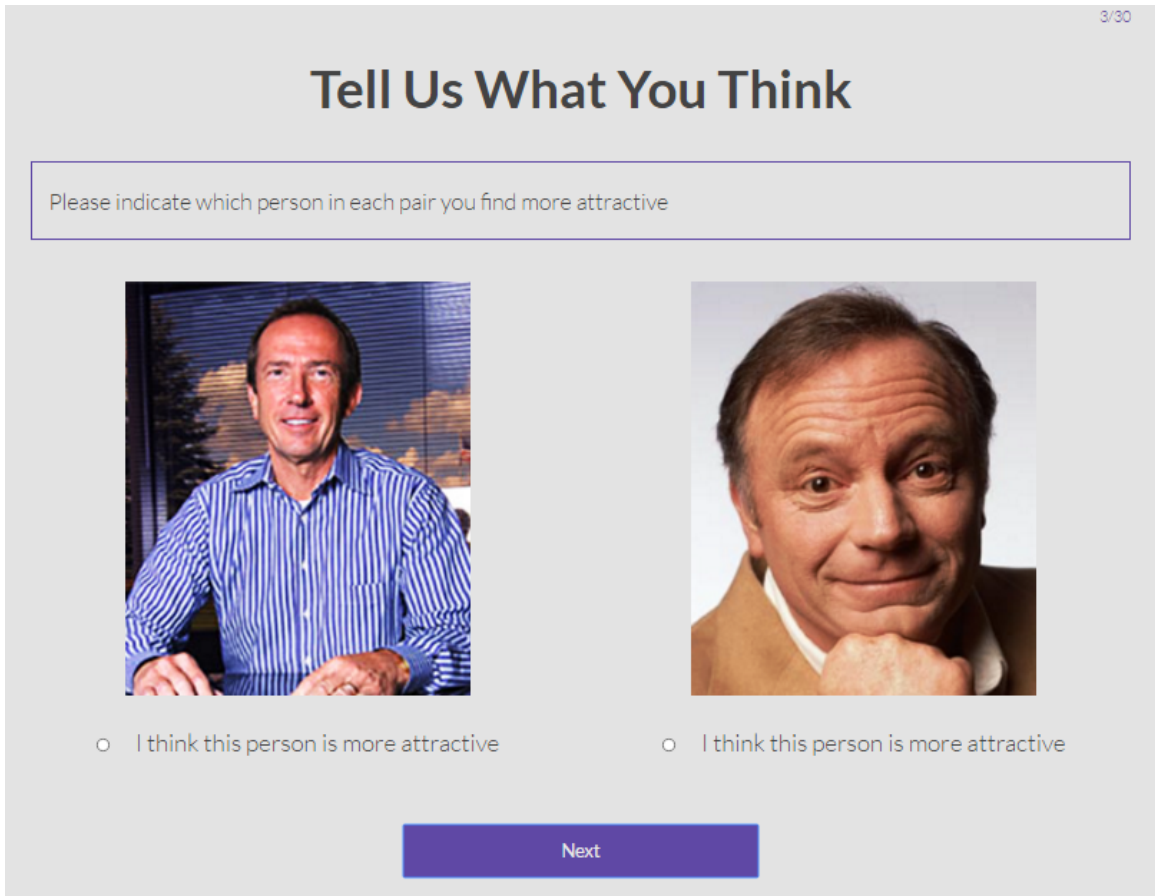 3/30
Tell Us What You Think
Please indicate which person in each pair you find more attractive
I think this person is more attractive
I think this person is more attractive
Next